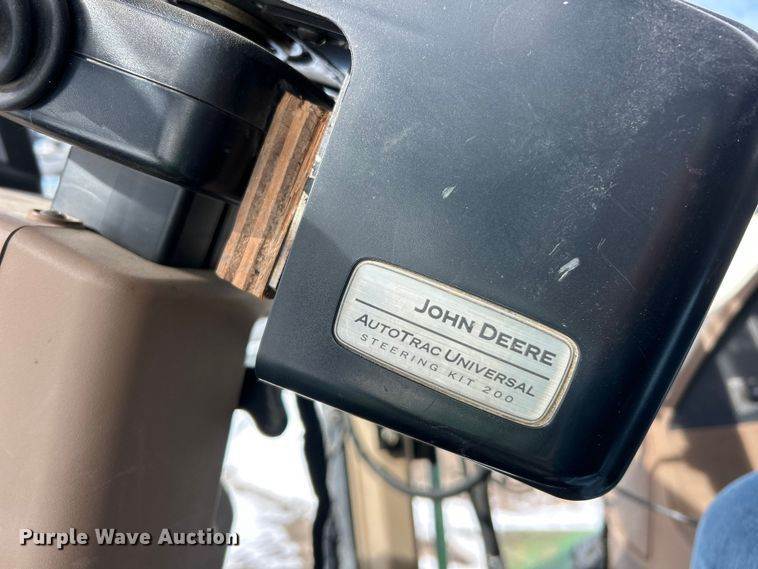 JOHN DEERE
AUTOTRAC UNIVERSAL
STEERING KIT 200
Purple Wave Auction